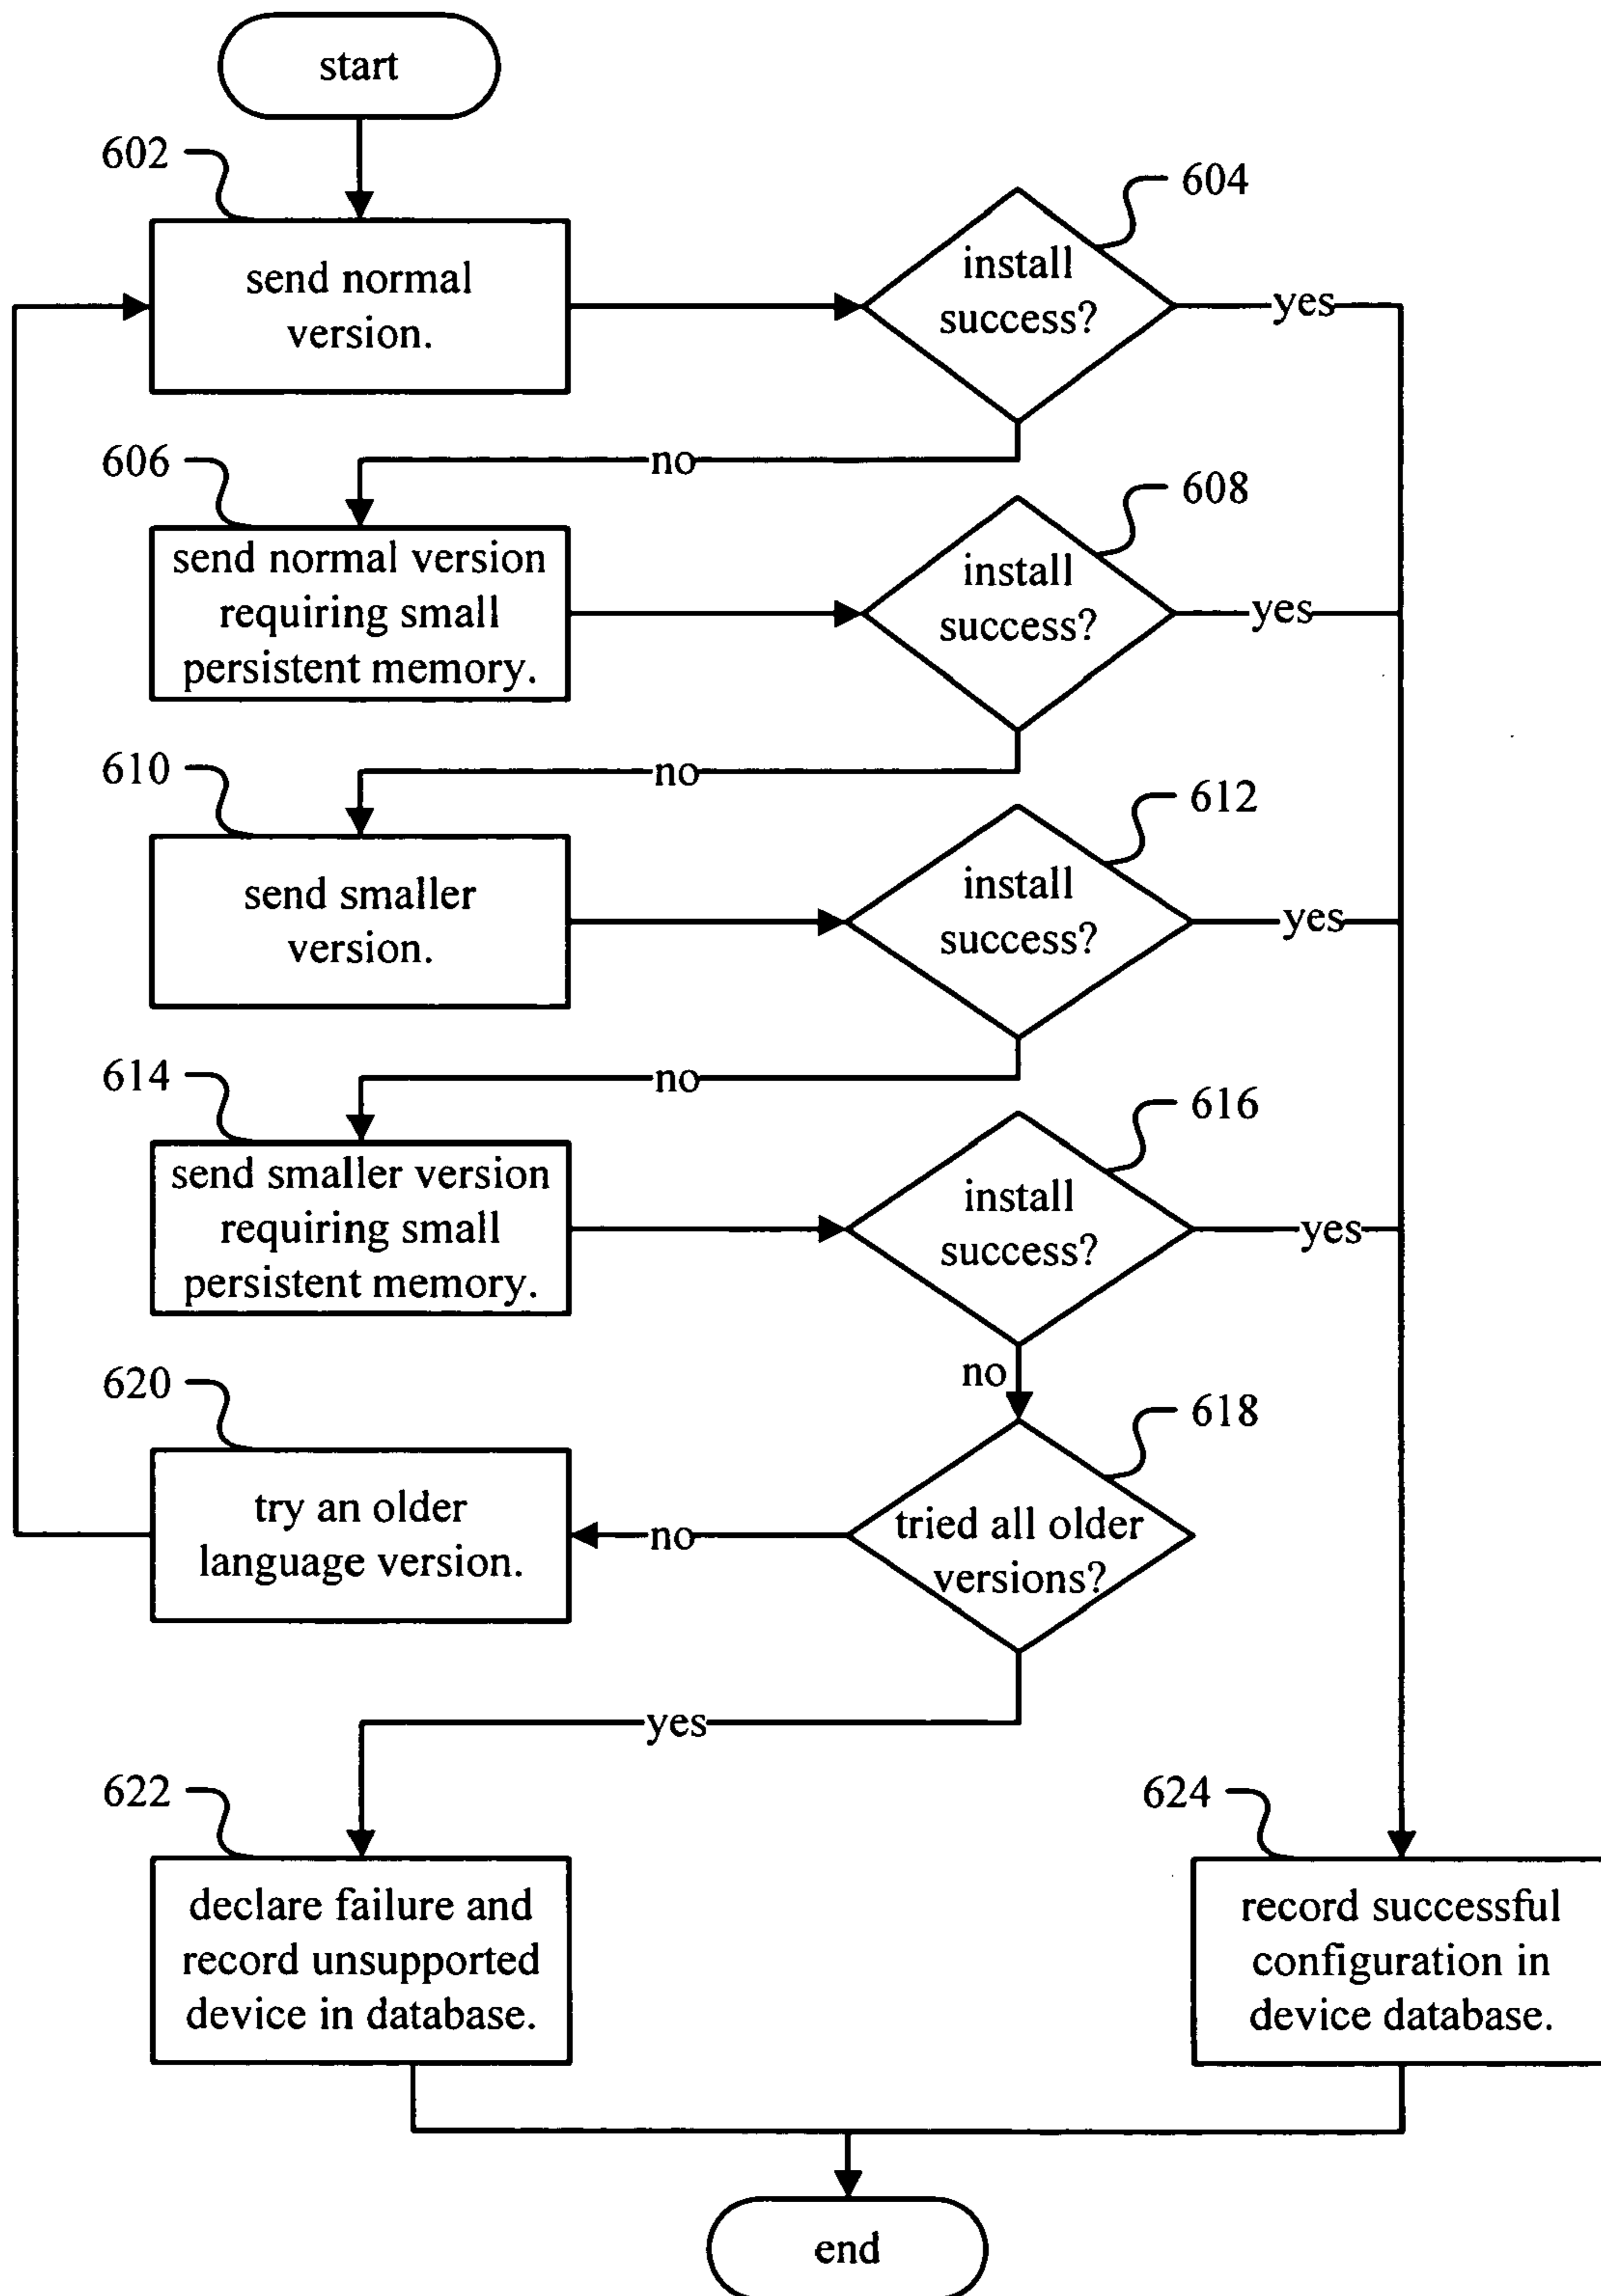 start
602
send normal
version.
604
install
success?
yes
no
606
send normal version
requiring small
persistent memory.
608
install
success?
yes
no
610
send smaller
version.
612
install
success?
yes
no
614
send smaller version
requiring small
persistent memory.
616
install
success?
yes
no
618
tried all older
versions?
no
620
try an older
language version.
yes
622
declare failure and
record unsupported
device in database.
624
record successful
configuration in
device database.
end